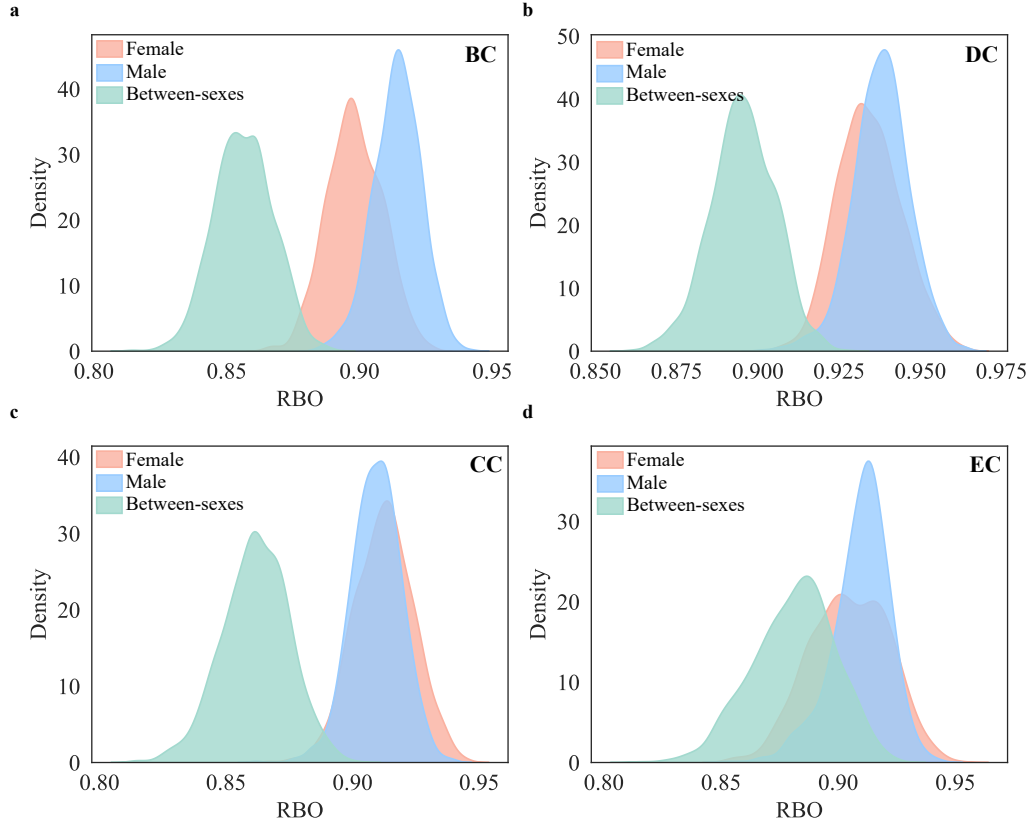 a
Female
Male
Between-sexes
BC
40
30
20
10
0
0.80
0.85
0.90
0.95
Density
RBO
b
Female
Male
Between-sexes
DC
50
40
30
20
10
0
0.850
0.875
0.900
0.925
0.950
0.975
Density
RBO
c
Female
Male
Between-sexes
CC
40
30
20
10
0
0.80
0.85
0.90
0.95
Density
RBO
d
Female
Male
Between-sexes
EC
30
20
10
0
0.80
0.85
0.90
0.95
Density
RBO